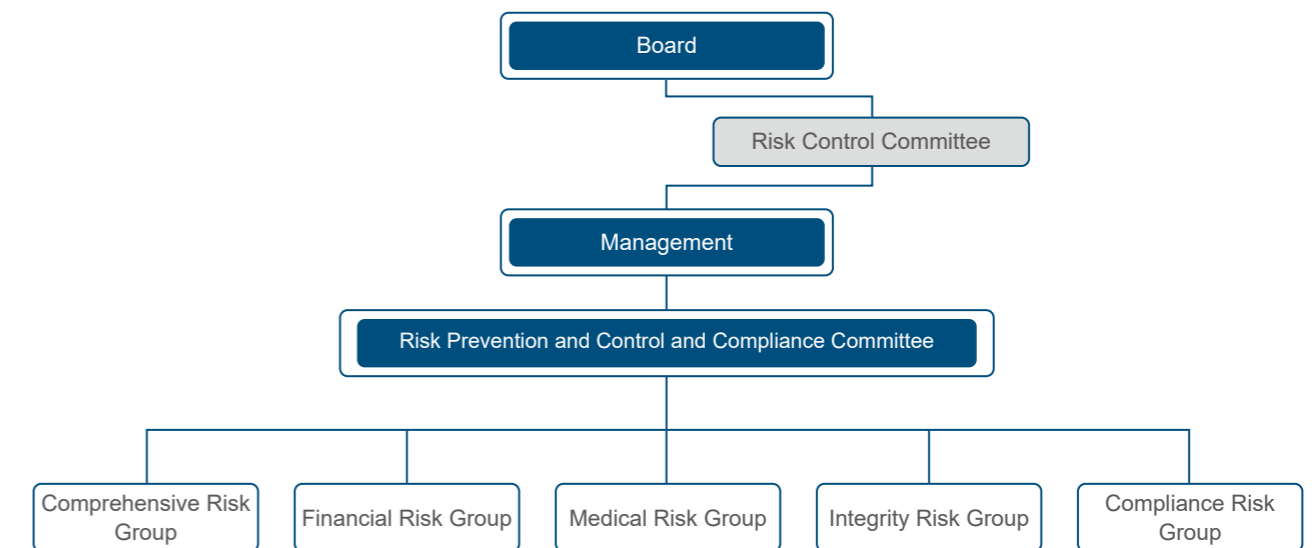 Board
Risk Control Committee
Management
Risk Prevention and Control and Compliance Committee
Comprehensive Risk
Group
Financial Risk Group
Medical Risk Group
Integrity Risk Group
Compliance Risk
Group